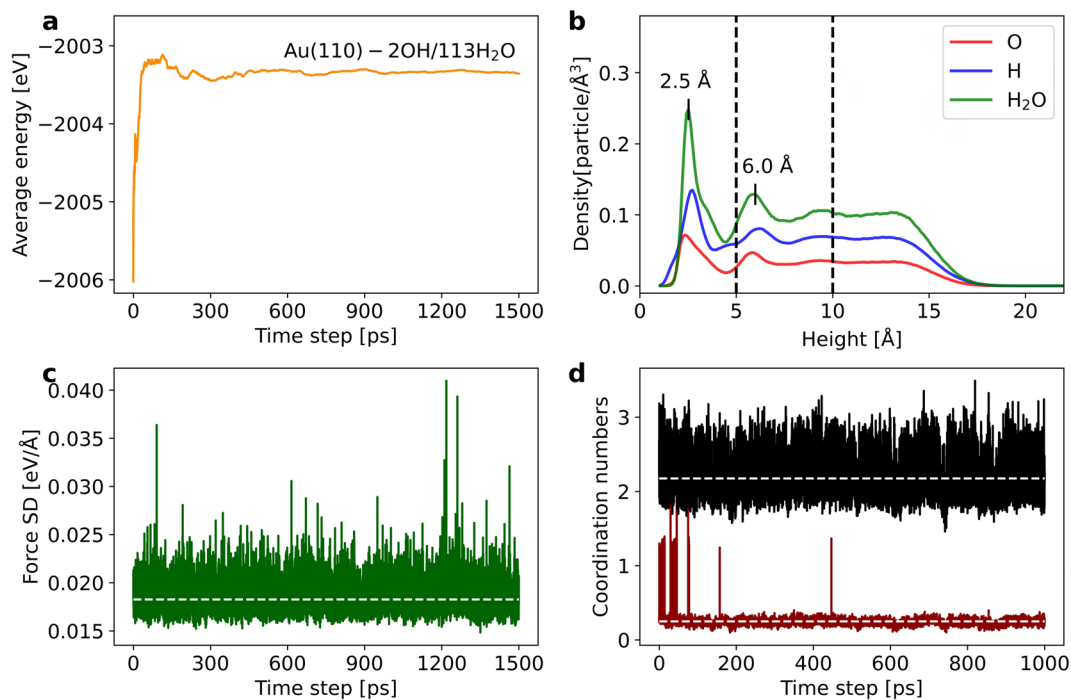 a
Average energy [eV]
−2003
−2004
−2005
−2006
Au(110) − 2OH/113H₂O
0 300 600 900 1200 1500
Time step [ps]
b
Density[particle/Å³]
0.3
0.2
0.1
0.0
2.5 Å
6.0 Å
O
H
H₂O
0 5 10 15 20
Height [Å]
c
Force SD [eV/Å]
0.040
0.035
0.030
0.025
0.020
0.015
0 300 600 900 1200 1500
Time step [ps]
d
Coordination numbers
3
2
1
0
0 200 400 600 800 1000
Time step [ps]